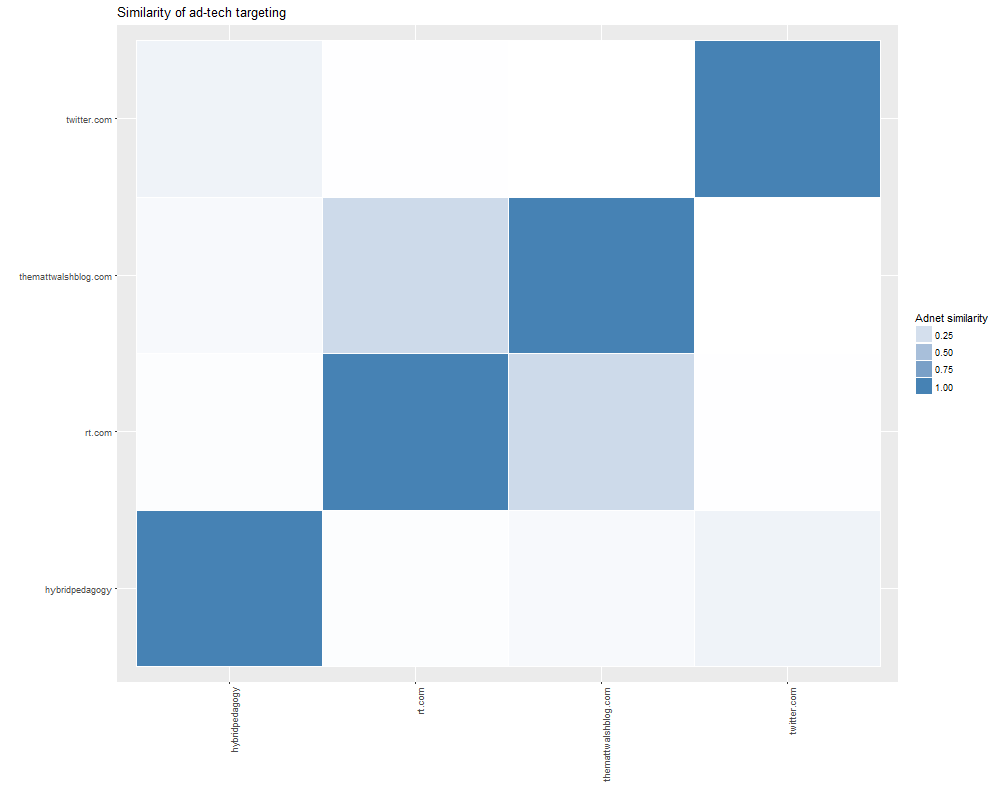 Similarity of ad-tech targeting
twitter.com
themattwalshblog.com
rt.com
hybridpedagogy
Adnet similarity
0.25
0.50
0.75
1.00
hybridpedagogy
rt.com
themattwalshblog.com
twitter.com